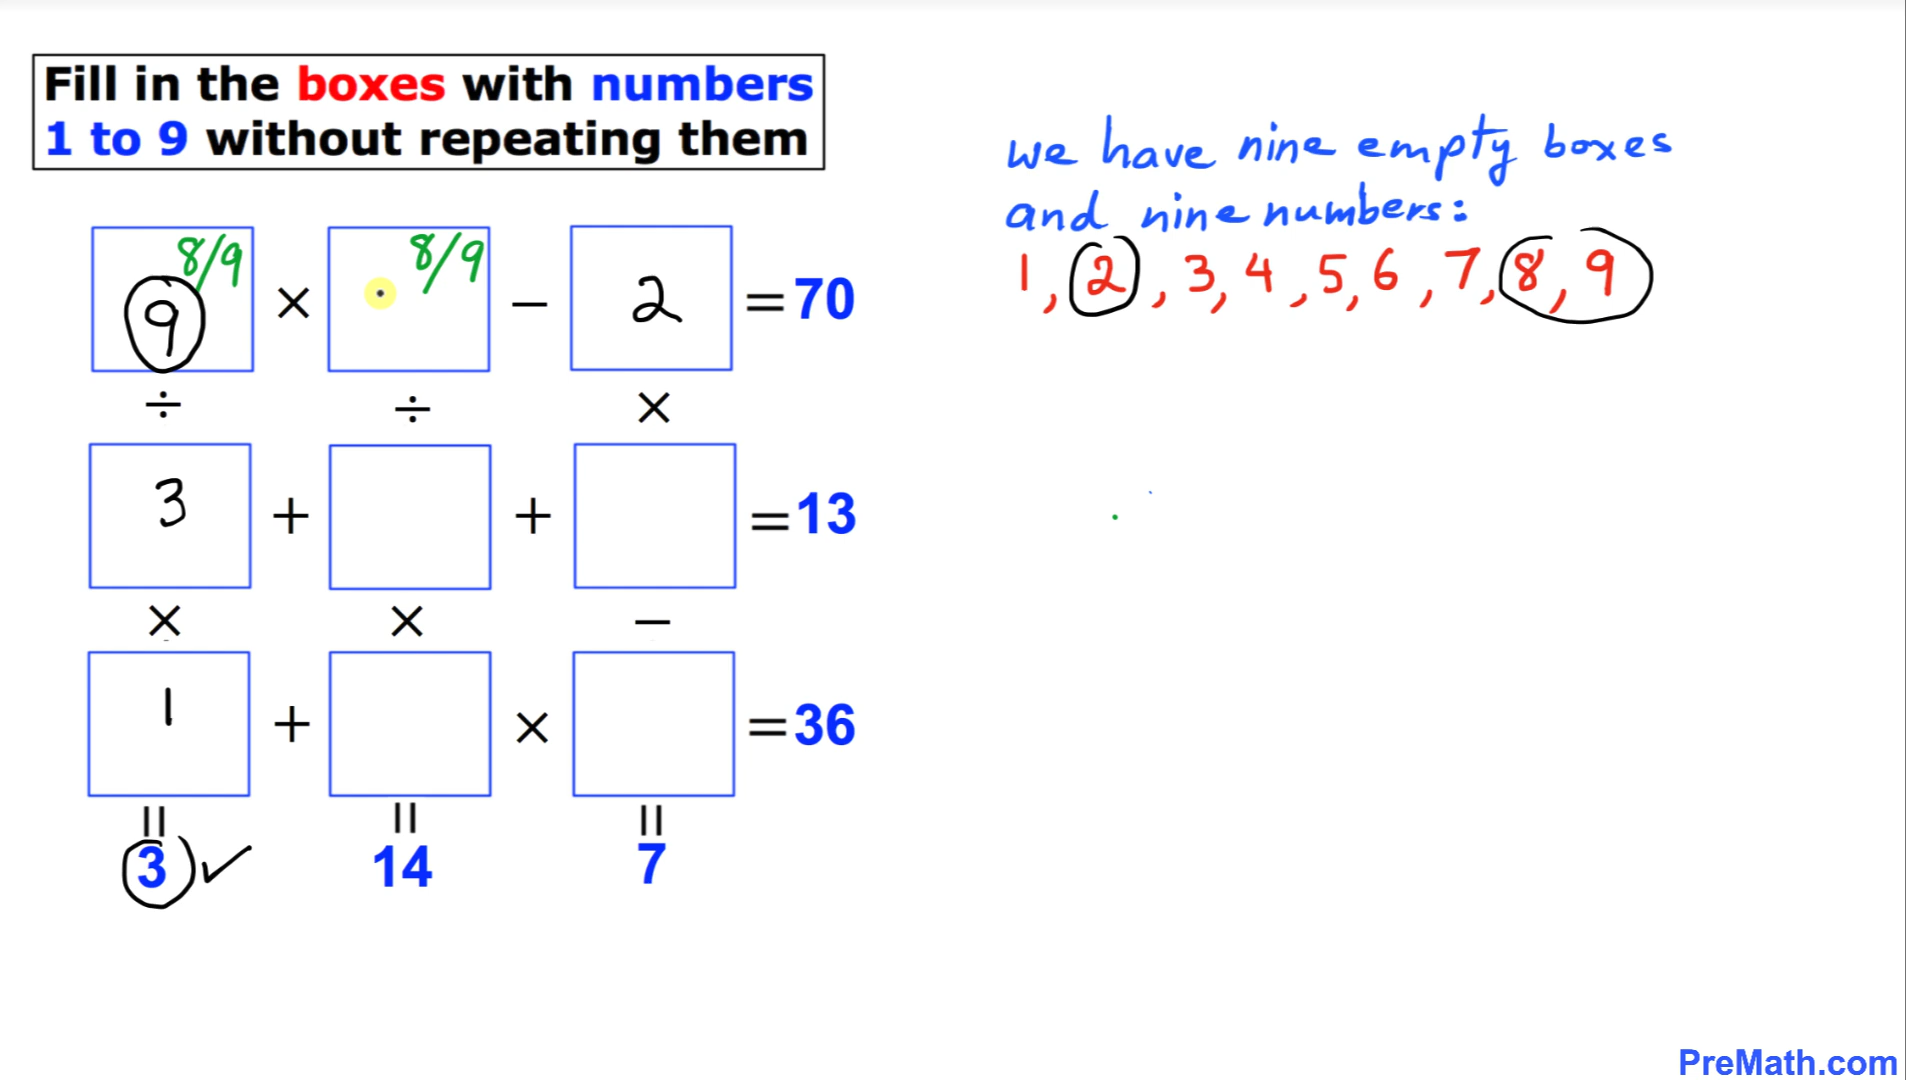 Fill in the boxes with numbers
1 to 9 without repeating them
we have nine empty boxes
and nine numbers:
1, 2, 3, 4, 5, 6, 7, 8, 9
8/9 8/9
9 × − 2 = 70
÷ ÷ ×
3 + + = 13
× × −
1 + × = 36
= = =
3 ✓ 14 7
PreMath.com